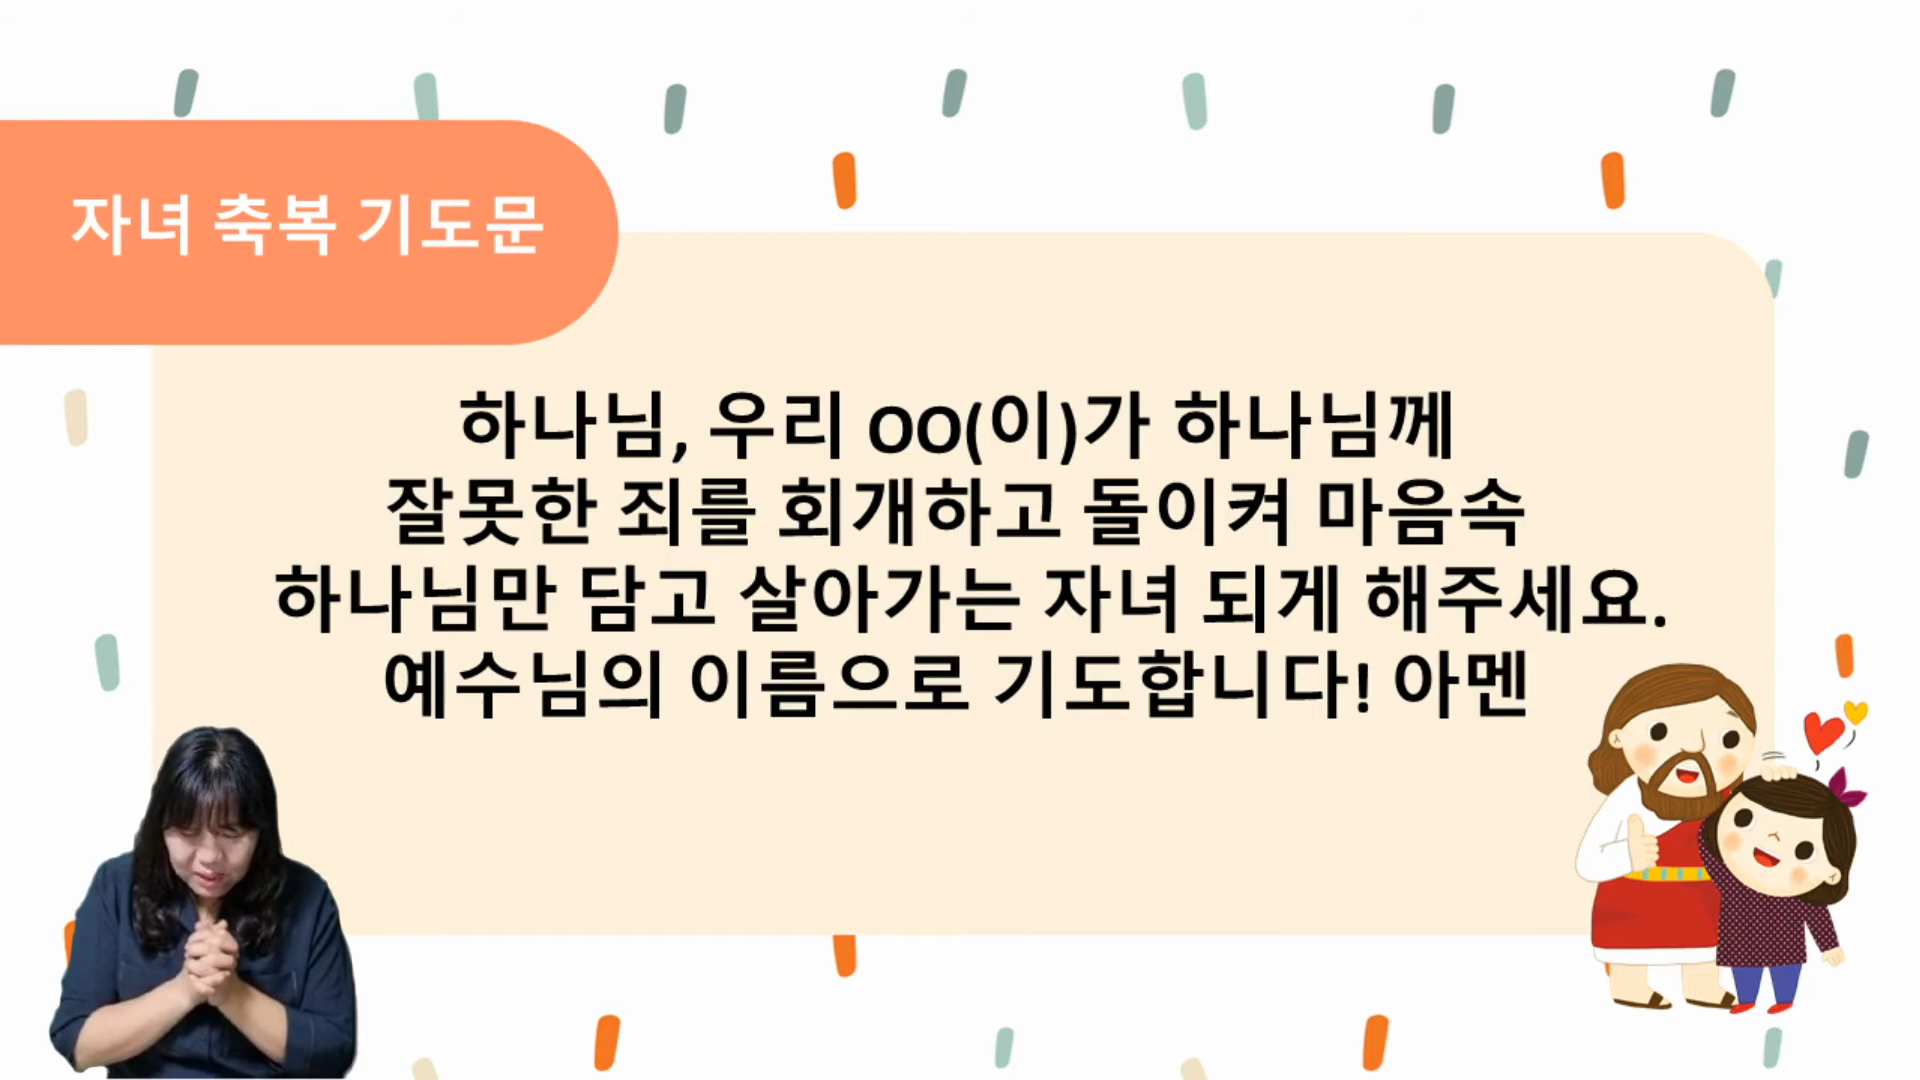 자녀 축복 기도문
하나님, 우리 OO(이)가 하나님께
잘못한 죄를 회개하고 돌이켜 마음속
하나님만 담고 살아가는 자녀 되게 해주세요.
예수님의 이름으로 기도합니다! 아멘